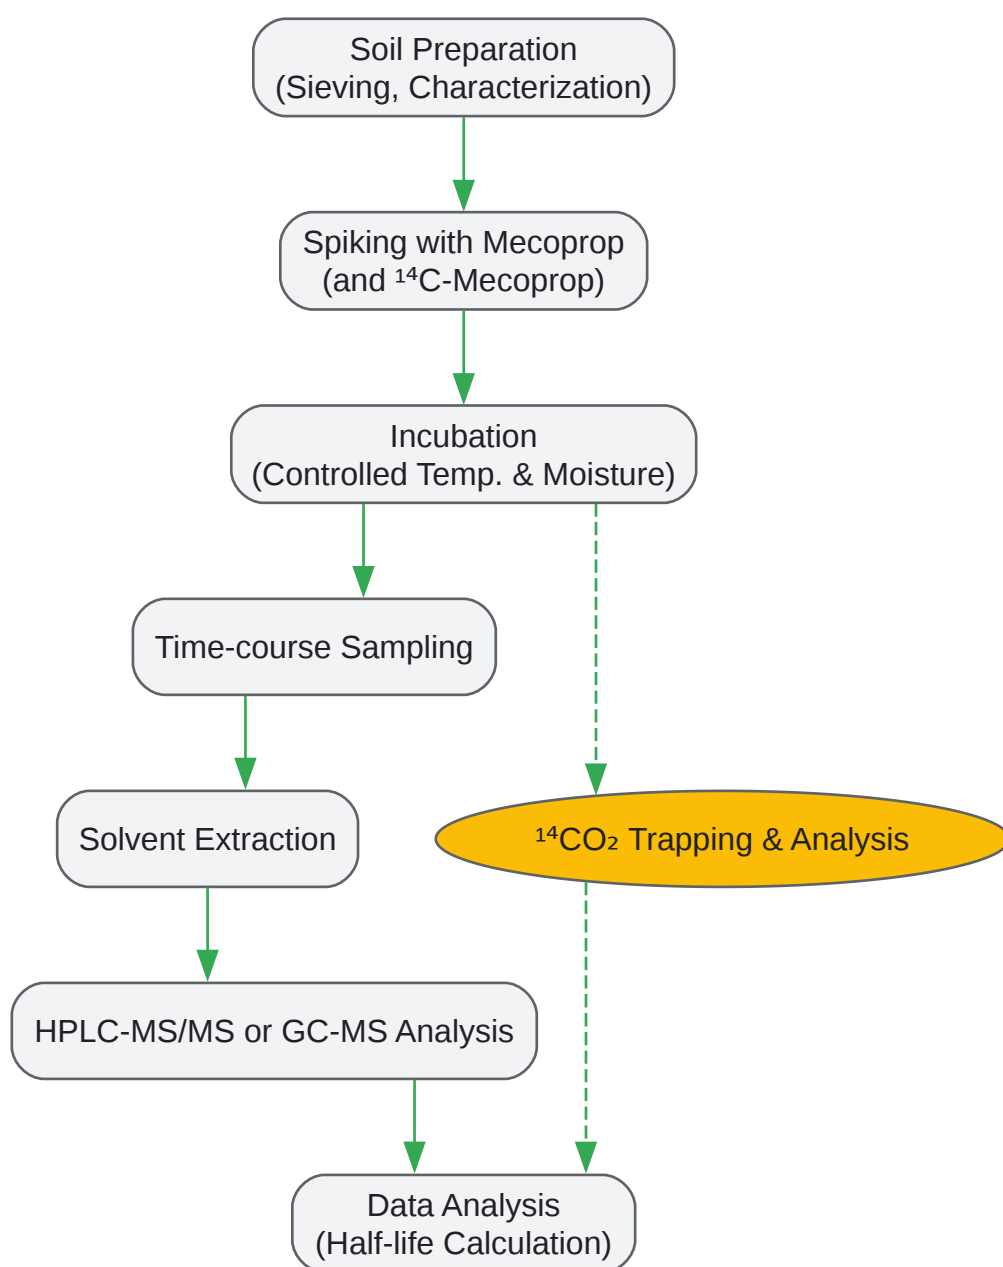 Soil Preparation
(Sieving, Characterization)
Spiking with Mecoprop
(and ¹⁴C-Mecoprop)
Incubation
(Controlled Temp. & Moisture)
Time-course Sampling
Solvent Extraction
¹⁴CO₂ Trapping & Analysis
HPLC-MS/MS or GC-MS Analysis
Data Analysis
(Half-life Calculation)